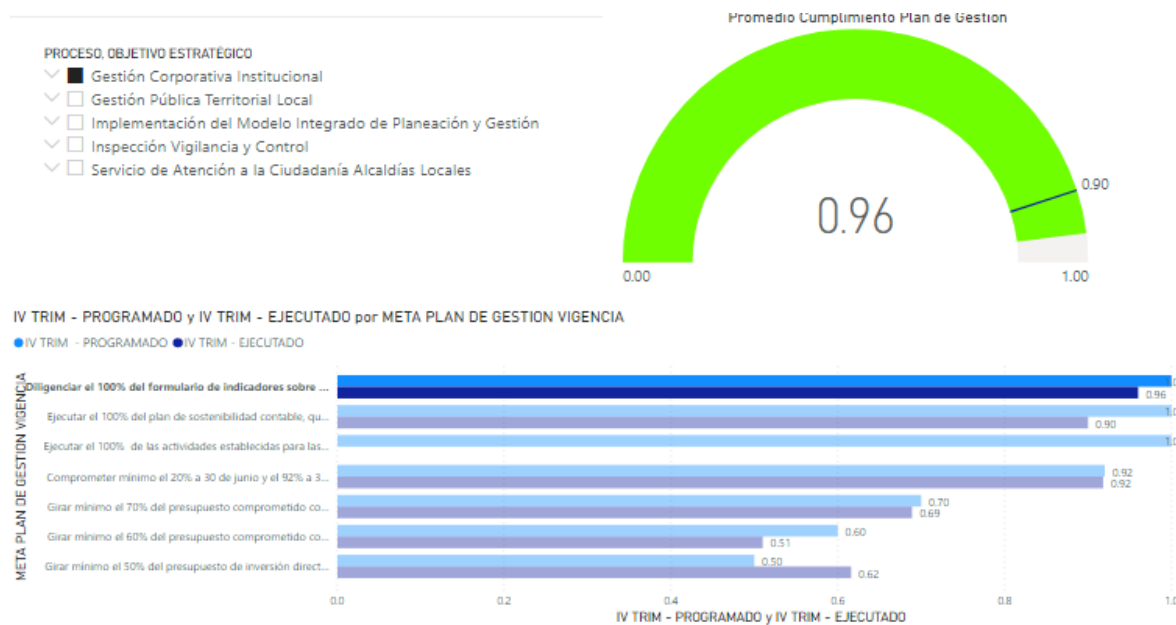 Promedio Cumplimiento Plan de Gestión
PROCESO, OBJETIVO ESTRATÉGICO
Gestión Corporativa Institucional
Gestión Pública Territorial Local
Implementación del Modelo Integrado de Planeación y Gestión
Inspección Vigilancia y Control
Servicio de Atención a la Ciudadanía Alcaldías Locales
0.90
0.96
0.00
1.00
IV TRIM - PROGRAMADO y IV TRIM - EJECUTADO por META PLAN DE GESTION VIGENCIA
IV TRIM - PROGRAMADO IV TRIM - EJECUTADO
META PLAN DE GESTION VIGENCIA
Diligenciar el 100% del formulario de indicadores sobre ...
0.96
Ejecutar el 100% del plan de sostenibilidad contable, qu...
1.0
0.90
Ejecutar el 100% de las actividades establecidas para las...
1.0
Comprometer mínimo el 20% a 30 de junio y el 92% a 3...
0.92
0.92
Girar mínimo el 70% del presupuesto comprometido co...
0.70
0.69
Girar mínimo el 60% del presupuesto comprometido co...
0.60
0.51
Girar mínimo el 50% del presupuesto de inversión direct...
0.50
0.62
0.0 0.2 0.4 0.6 0.8 1.0
IV TRIM - PROGRAMADO y IV TRIM - EJECUTADO